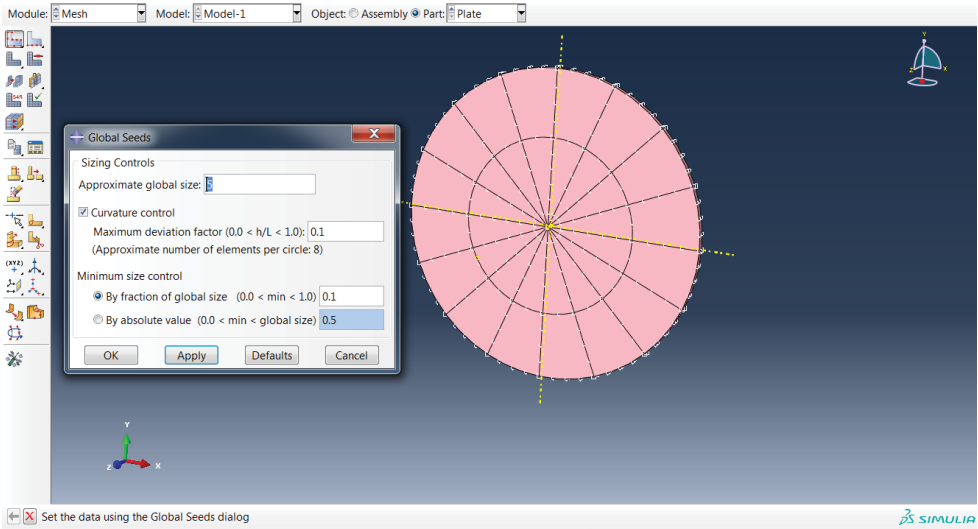 Module: Mesh Model: Model-1 Object: Assembly Part: Plate
Global Seeds
Sizing Controls
Approximate global size: 5
Curvature control
Maximum deviation factor (0.0 < h/L < 1.0): 0.1
(Approximate number of elements per circle: 8)
Minimum size control
By fraction of global size (0.0 < min < 1.0) 0.1
By absolute value (0.0 < min < global size) 0.5
OK Apply Defaults Cancel
Y
Z X
Y
Z X
(XYZ)
Set the data using the Global Seeds dialog
SIMULIA